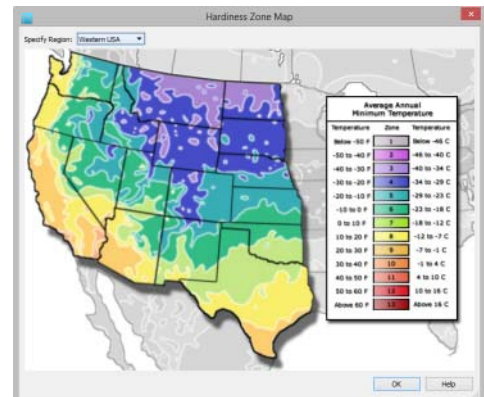 Hardiness Zone Map
Specify Region: Western USA
Average Annual
Minimum Temperature
Temperature Zone Temperature
Below -50 F 1 Below -46 C
-50 to -40 F 2 -46 to -40 C
-40 to -30 F 3 -40 to -34 C
-30 to -20 F 4 -34 to -29 C
-20 to -10 F 5 -29 to -23 C
-10 to 0 F 6 -23 to -18 C
0 to 10 F 7 -18 to -12 C
10 to 20 F 8 -12 to -7 C
20 to 30 F 9 -7 to -1 C
30 to 40 F 10 -1 to 4 C
40 to 50 F 11 4 to 10 C
50 to 60 F 12 10 to 16 C
Above 60 F 13 Above 16 C
OK Help